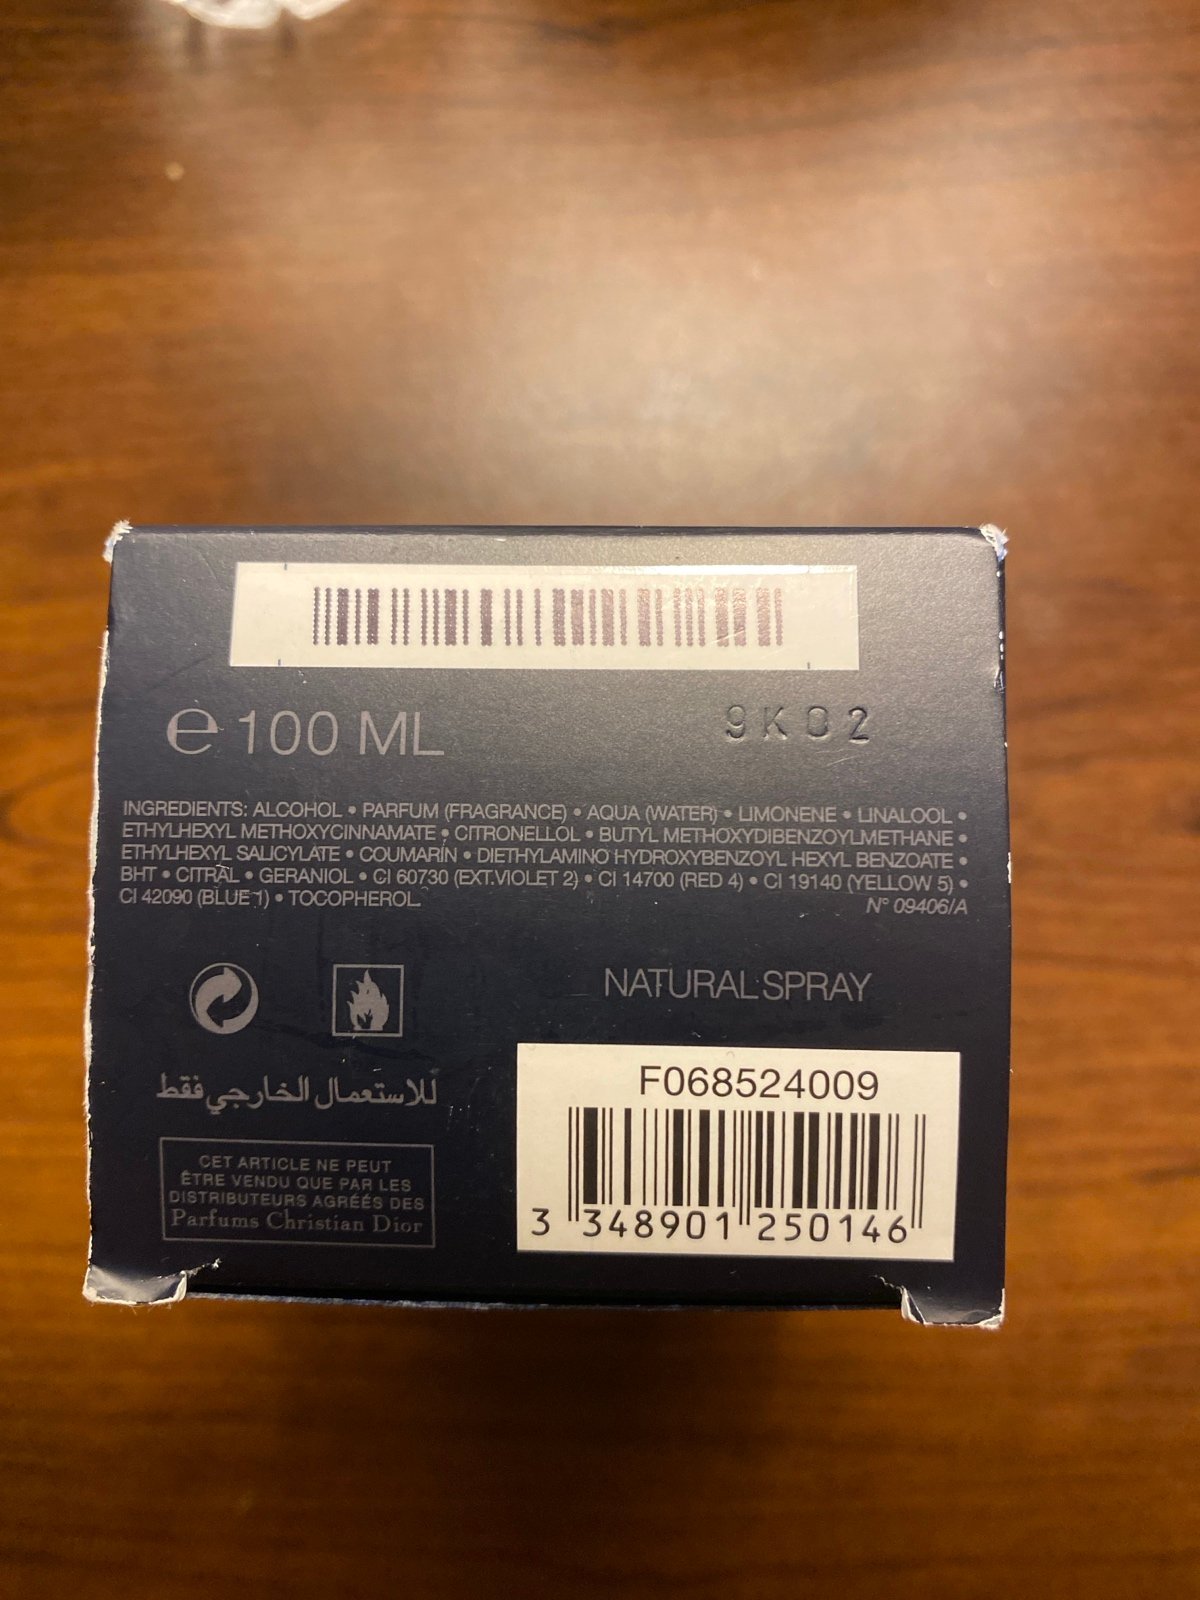 ℮ 100 ML
9K02
INGREDIENTS: ALCOHOL • PARFUM (FRAGRANCE) • AQUA (WATER) • LIMONENE • LINALOOL •
ETHYLHEXYL METHOXYCINNAMATE • CITRONELLOL • BUTYL METHOXYDIBENZOYLMETHANE •
ETHYLHEXYL SALICYLATE • COUMARIN • DIETHYLAMINO HYDROXYBENZOYL HEXYL BENZOATE •
BHT • CITRAL • GERANIOL • CI 60730 (EXT.VIOLET 2) • CI 14700 (RED 4) • CI 19140 (YELLOW 5) •
CI 42090 (BLUE 1) • TOCOPHEROL.
N° 09406/A
NATURAL SPRAY
للاستعمال الخارجي فقط
CET ARTICLE NE PEUT
ÊTRE VENDU QUE PAR LES
DISTRIBUTEURS AGRÉÉS DES
Parfums Christian Dior
F068524009
3 348901 250146